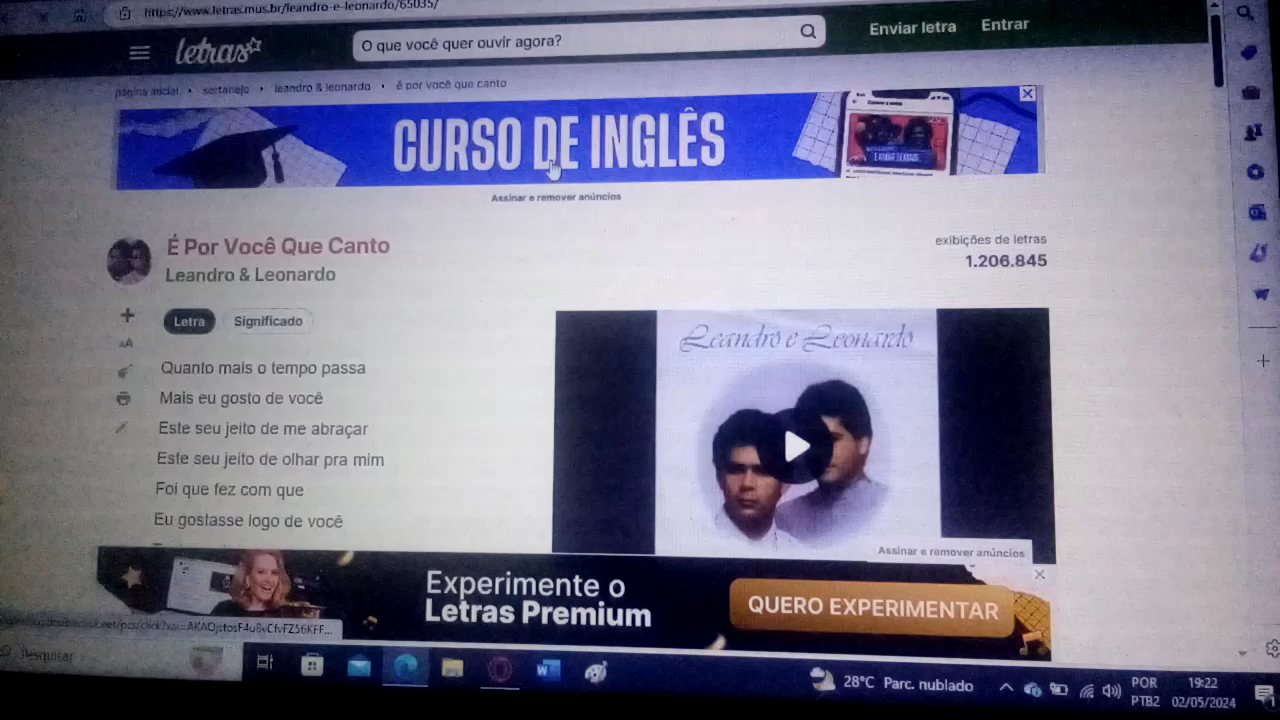 https://www.letras.mus.br/leandro-e-leonardo/65035/
letras
O que você quer ouvir agora?
Enviar letra
Entrar
página inicial • sertanejo • leandro & leonardo • é por você que canto
CURSO DE INGLÊS
Assinar e remover anúncios
É Por Você Que Canto
Leandro & Leonardo
exibições de letras
1.206.845
AA
Letra
Significado
Leandro e Leonardo
Quanto mais o tempo passa
Mais eu gosto de você
Este seu jeito de me abraçar
Este seu jeito de olhar pra mim
Foi que fez com que
Eu gostasse logo de você
Assinar e remover anúncios
Experimente o
Letras Premium
QUERO EXPERIMENTAR
Pesquisar
28°C Parc. nublado
POR
PTB2
19:22
02/05/2024